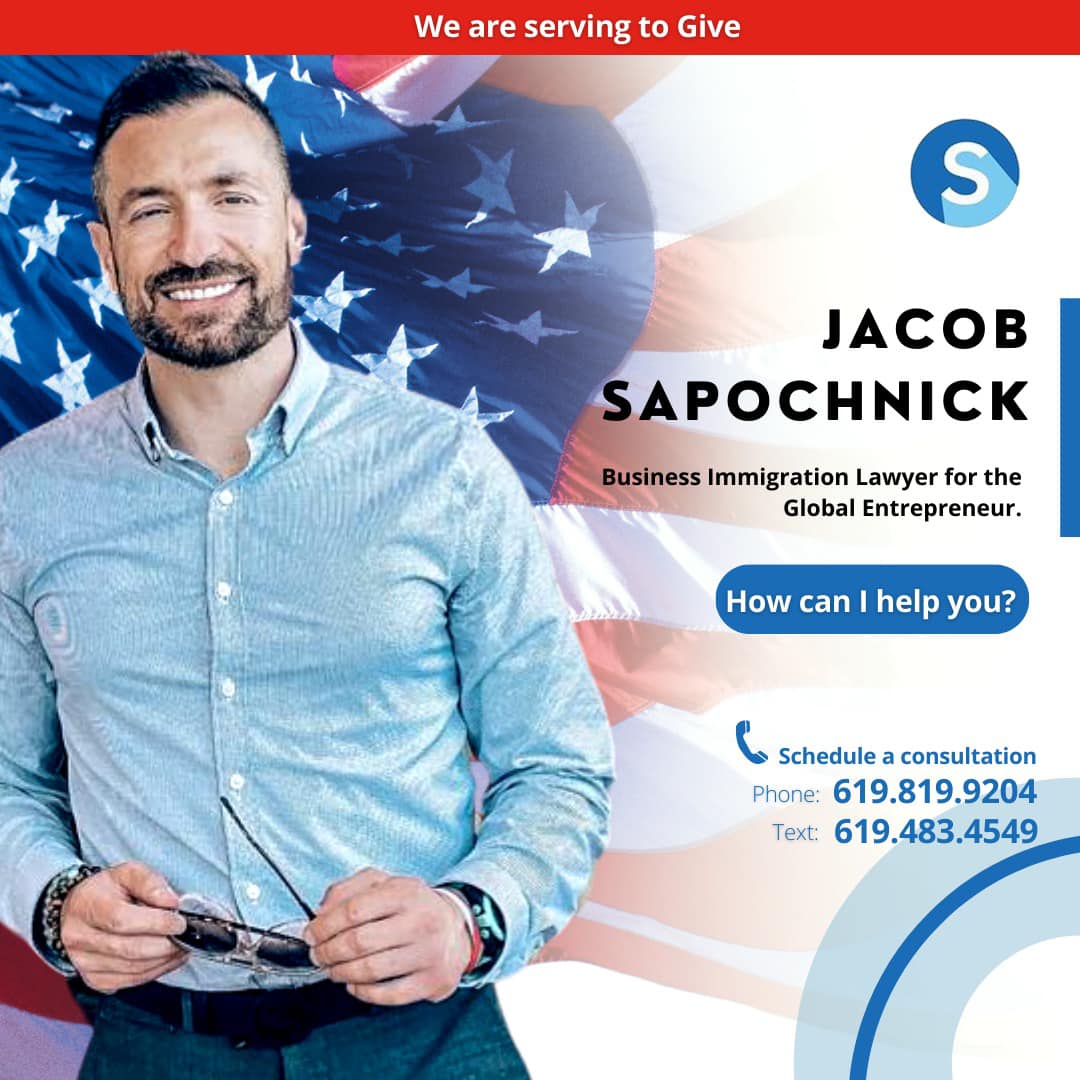 We are serving to Give
S
JACOB
SAPOCHNICK
Business Immigration Lawyer for the
Global Entrepreneur.
How can I help you?
Schedule a consultation
Phone: 619.819.9204
Text: 619.483.4549